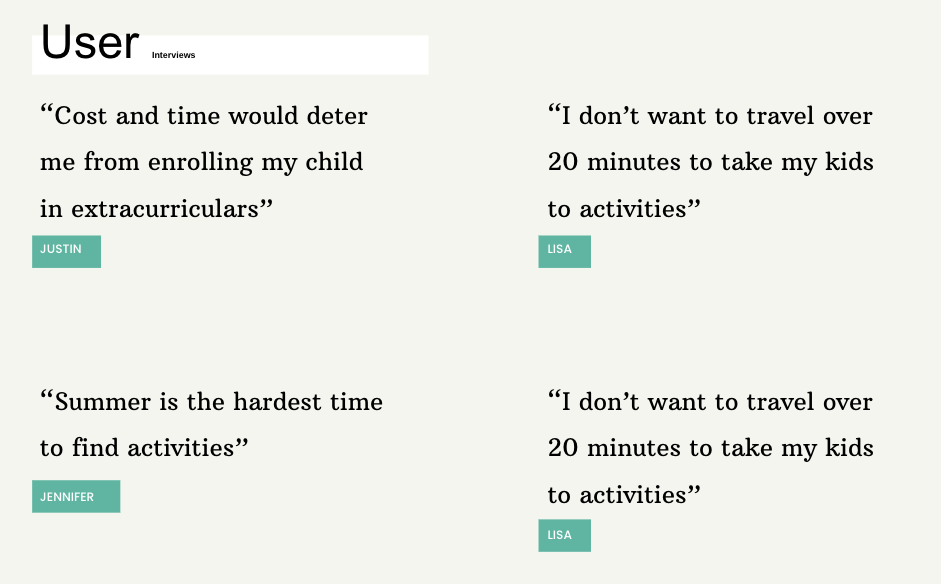 User Interviews
“Cost and time would deter
me from enrolling my child
in extracurriculars”
JUSTIN
“I don’t want to travel over
20 minutes to take my kids
to activities”
LISA
“Summer is the hardest time
to find activities”
JENNIFER
“I don’t want to travel over
20 minutes to take my kids
to activities”
LISA